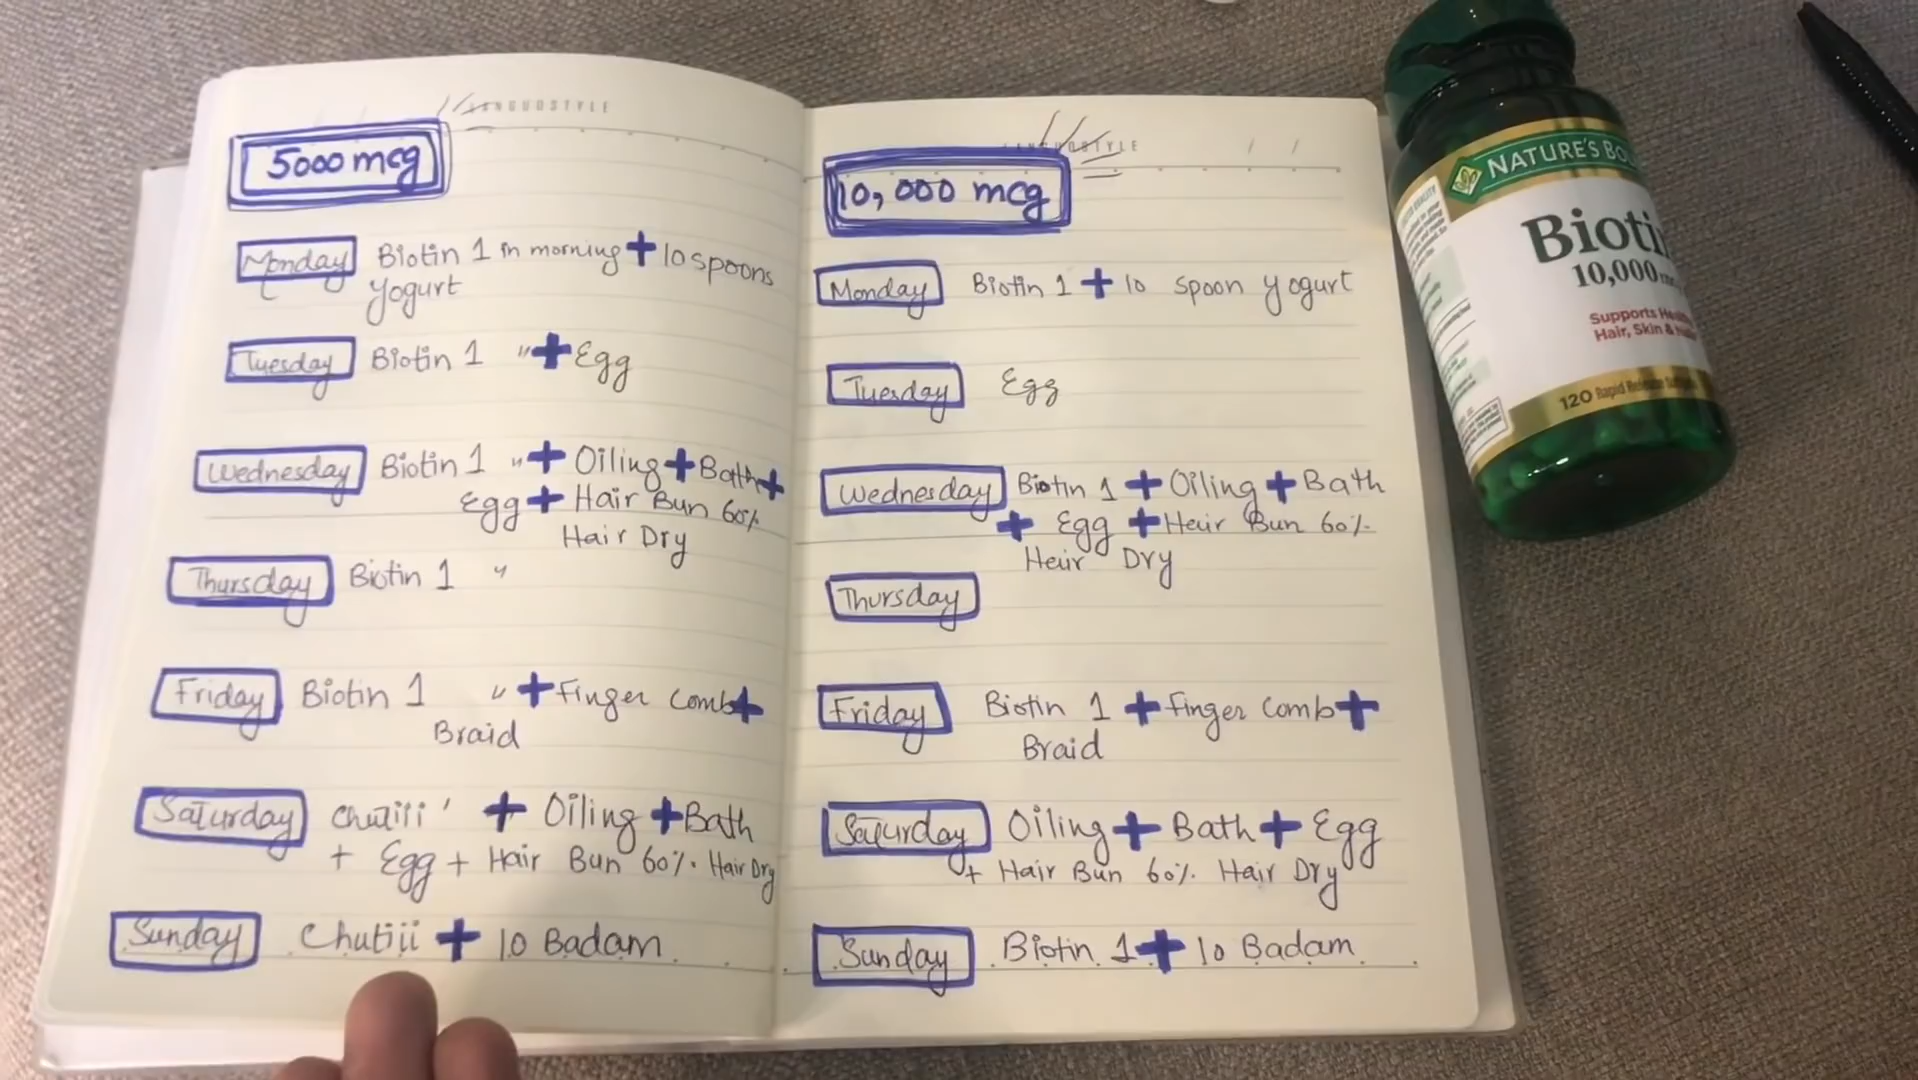 5000 mcg
Monday Biotin 1 in morning + 10 spoons
Yogurt
Tuesday Biotin 1 " + Egg
Wednesday Biotin 1 " + Oiling + Bath +
Egg + Hair Bun 60%
Hair Dry
Thursday Biotin 1 "
Friday Biotin 1 " + Finger Comb +
Braid
Saturday + Oiling + Bath
+ Egg + Hair Bun 60% Hair Dry
Sunday Chutiii + 10 Badam
10,000 mcg
Monday Biotin 1 + 10 spoon yogurt
Tuesday Egg
Wednesday Biotin 1 + Oiling + Bath
+ Egg + Heir Bun 60%
Heir Dry
Thursday
Friday Biotin 1 + Finger Comb +
Braid
Saturday Oiling + Bath + Egg
+ Hair Bun 60% Hair Dry
Sunday Biotin 1 + 10 Badam
NATURE'S
10,000
Supports
Hair, Skin &
120 Rapid Release